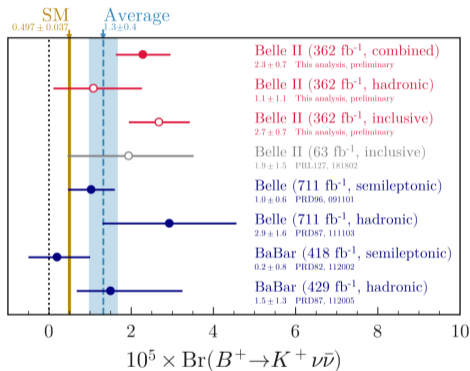 SM Average
0.497 ± 0.037 1.3±0.4
Belle II (362 fb⁻¹, combined)
2.3 ± 0.7 This analysis, preliminary
Belle II (362 fb⁻¹, hadronic)
1.1 ± 1.1 This analysis, preliminary
Belle II (362 fb⁻¹, inclusive)
2.7 ± 0.7 This analysis, preliminary
Belle II (63 fb⁻¹, inclusive)
1.9 ± 1.5 PRL127, 181802
Belle (711 fb⁻¹, semileptonic)
1.0 ± 0.6 PRD96, 091101
Belle (711 fb⁻¹, hadronic)
2.9 ± 1.6 PRD87, 111103
BaBar (418 fb⁻¹, semileptonic)
0.2 ± 0.8 PRD82, 112002
BaBar (429 fb⁻¹, hadronic)
1.5 ± 1.3 PRD87, 112005
0 2 4 6 8 10
10⁵ × Br(B⁺→K⁺νν̄)